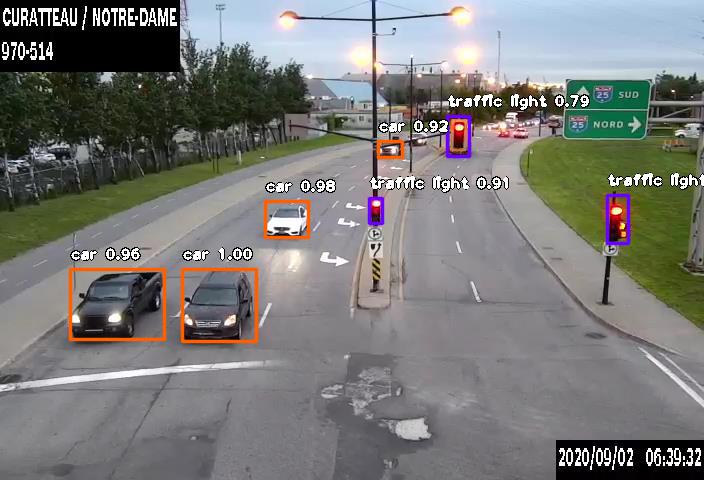 CURATTEAU / NOTRE-DAME
970-514
traffic light 0.79
car 0.92
25 SUD
25 NORD
car 0.98
traffic light 0.91
traffic light
car 0.96
car 1.00
2020/09/02 06:39:32